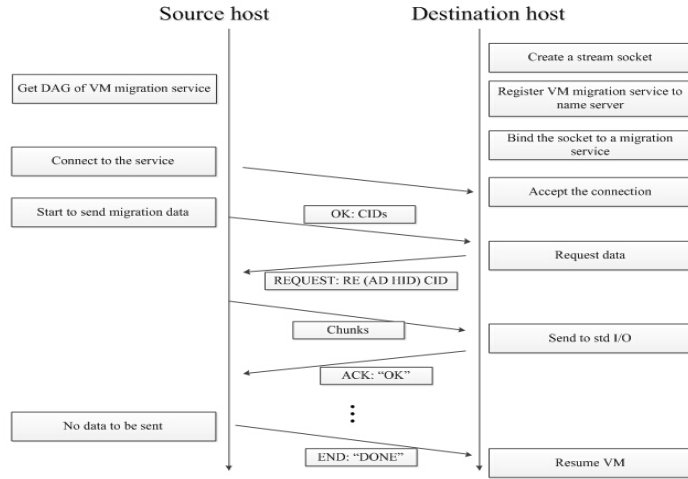 Source host
Destination host
Create a stream socket
Get DAG of VM migration service
Register VM migration service to
name server
Bind the socket to a migration
service
Connect to the service
Accept the connection
Start to send migration data
OK: CIDs
Request data
REQUEST: RE (AD HID) CID
Chunks
Send to std I/O
ACK: “OK”
No data to be sent
END: “DONE”
Resume VM